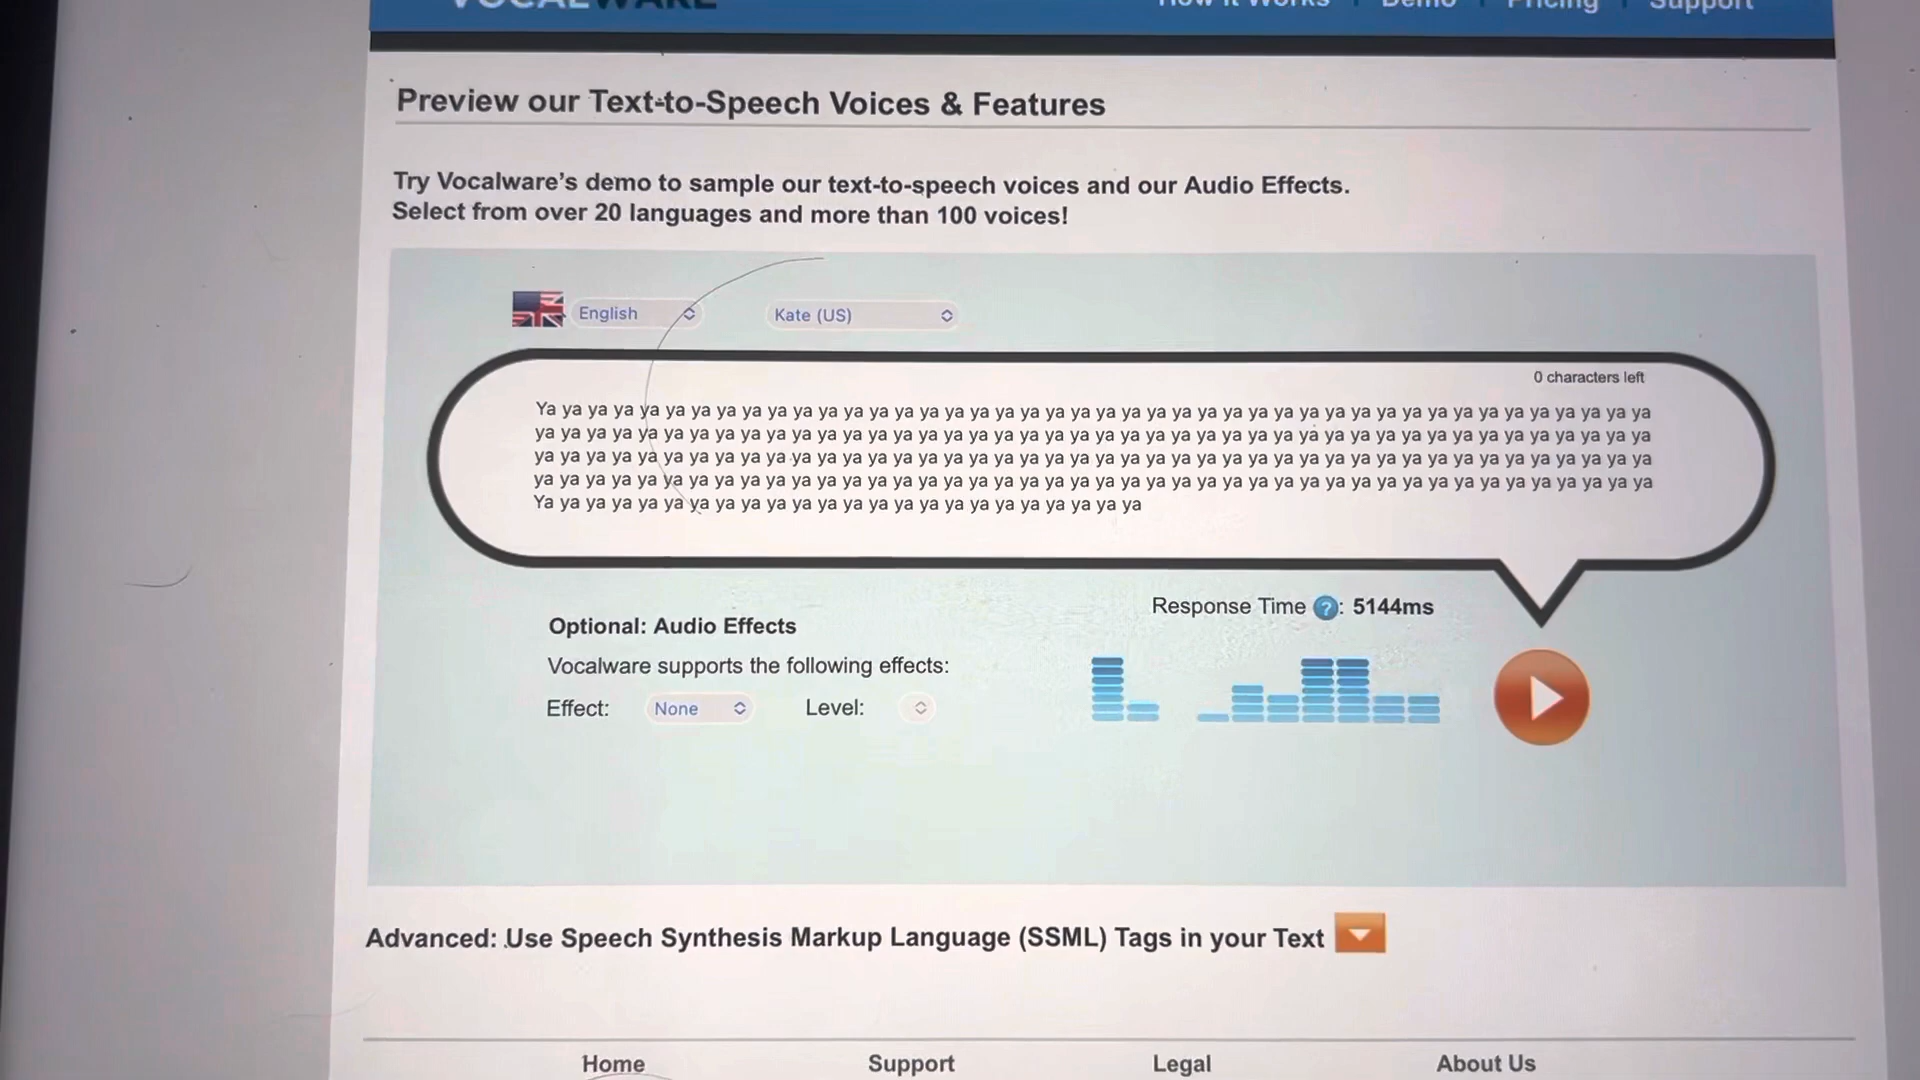 VOCALWARE
How It Works | Demo | Pricing | Support
Preview our Text-to-Speech Voices & Features
Try Vocalware's demo to sample our text-to-speech voices and our Audio Effects.
Select from over 20 languages and more than 100 voices!
English Kate (US)
0 characters left
Ya ya ya ya ya ya ya ya ya ya ya ya ya ya ya ya ya ya ya ya ya ya ya ya ya ya ya ya ya ya ya ya ya ya ya ya ya ya ya ya ya ya ya ya
ya ya ya ya ya ya ya ya ya ya ya ya ya ya ya ya ya ya ya ya ya ya ya ya ya ya ya ya ya ya ya ya ya ya ya ya ya ya ya ya ya ya ya ya
ya ya ya ya ya ya ya ya ya ya ya ya ya ya ya ya ya ya ya ya ya ya ya ya ya ya ya ya ya ya ya ya ya ya ya ya ya ya ya ya ya ya ya ya
ya ya ya ya ya ya ya ya ya ya ya ya ya ya ya ya ya ya ya ya ya ya ya ya ya ya ya ya ya ya ya ya ya ya ya ya ya ya ya ya ya ya ya ya
Ya ya ya ya ya ya ya ya ya ya ya ya ya ya ya ya ya ya ya ya ya ya ya ya
Response Time ?: 5144ms
Optional: Audio Effects
Vocalware supports the following effects:
Effect: None Level:
Advanced: Use Speech Synthesis Markup Language (SSML) Tags in your Text
Home Support Legal About Us